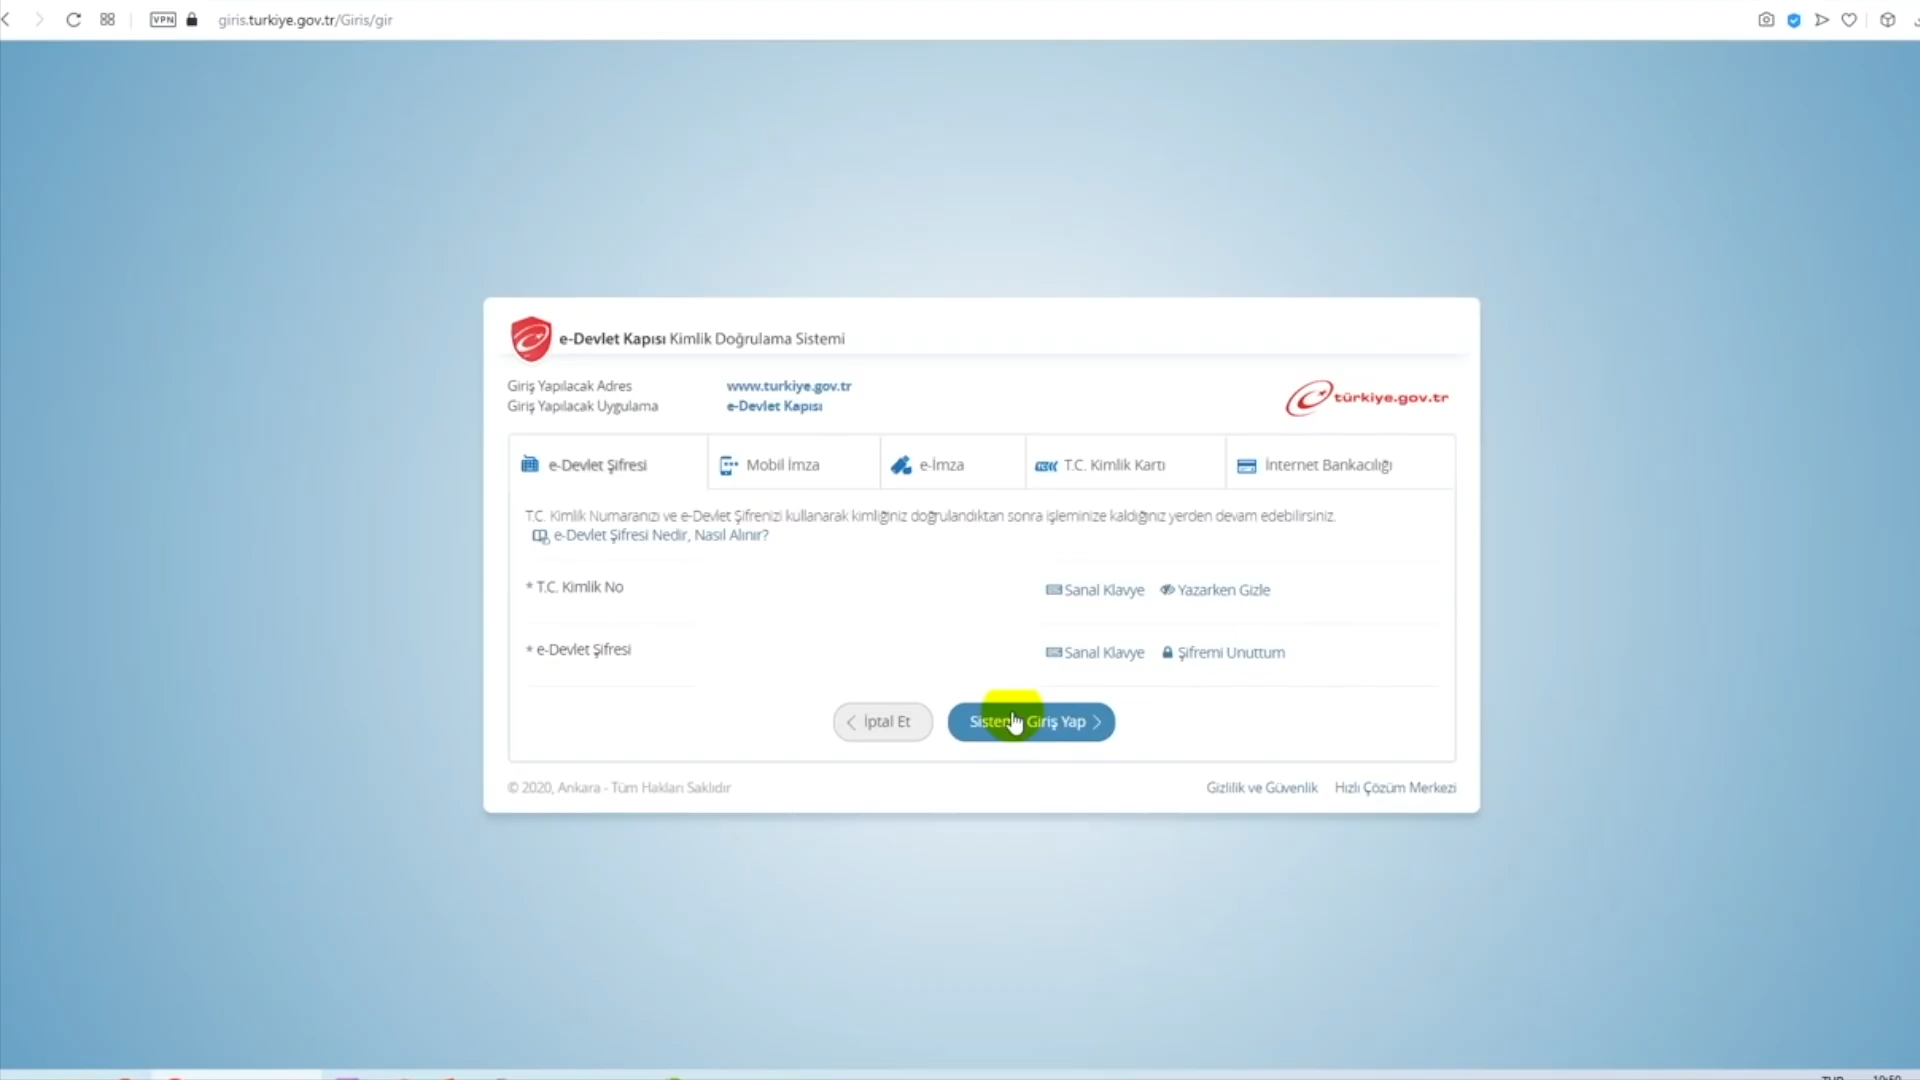 VPN giris.turkiye.gov.tr/Giris/gir
e-Devlet Kapısı Kimlik Doğrulama Sistemi
Giriş Yapılacak Adres www.turkiye.gov.tr
Giriş Yapılacak Uygulama e-Devlet Kapısı
türkiye.gov.tr
e-Devlet Şifresi Mobil İmza e-İmza T.C. Kimlik Kartı İnternet Bankacılığı
T.C. Kimlik Numaranızı ve e-Devlet Şifrenizi kullanarak kimliğiniz doğrulandıktan sonra işleminize kaldığınız yerden devam edebilirsiniz.
e-Devlet Şifresi Nedir, Nasıl Alınır?
* T.C. Kimlik No Sanal Klavye Yazarken Gizle
* e-Devlet Şifresi Sanal Klavye Şifremi Unuttum
İptal Et Giriş Yap
© 2020, Ankara - Tüm Hakları Saklıdır Gizlilik ve Güvenlik Hızlı Çözüm Merkezi